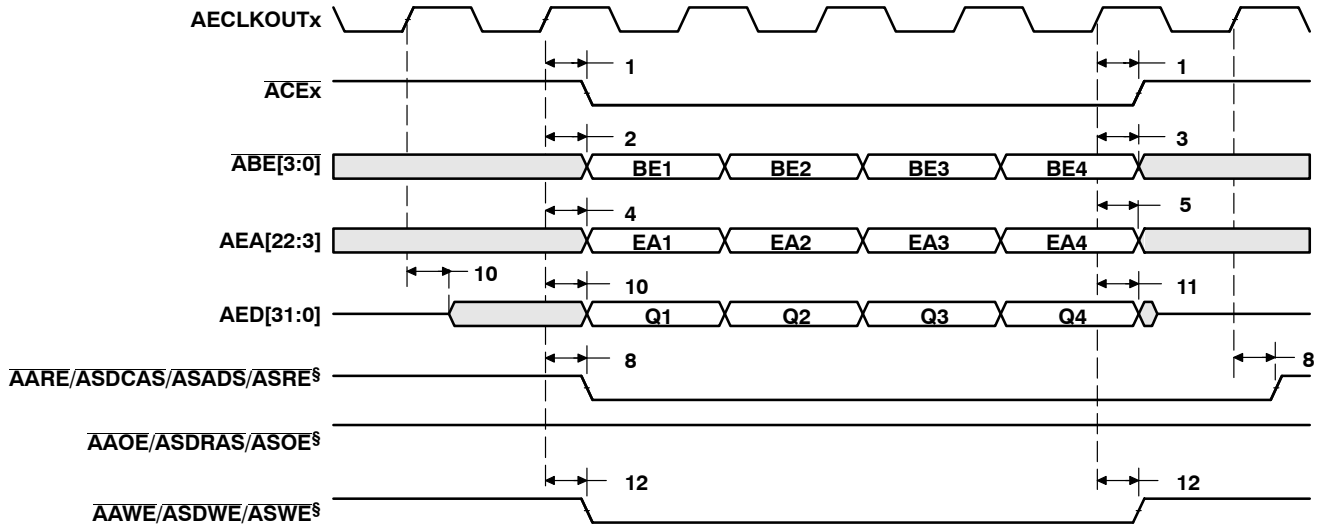 AECLKOUTx
1 1
ACEx
2 3
ABE[3:0] BE1 BE2 BE3 BE4
4 5
AEA[22:3] EA1 EA2 EA3 EA4
10 10 11
AED[31:0] Q1 Q2 Q3 Q4
8 8
AARE/ASDCAS/ASADS/ASRE§
AAOE/ASDRAS/ASOE§
12 12
AAWE/ASDWE/ASWE§